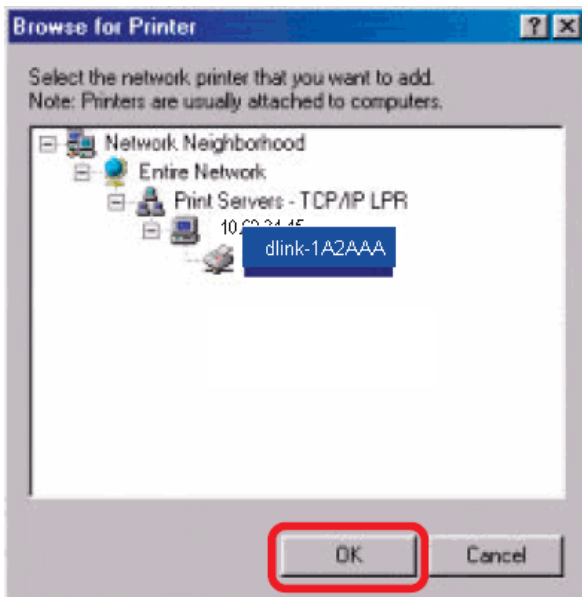 Browse for Printer
Select the network printer that you want to add.
Note: Printers are usually attached to computers.
Network Neighborhood
Entire Network
Print Servers - TCP/IP LPR
dlink-1A2AAA
OK
Cancel